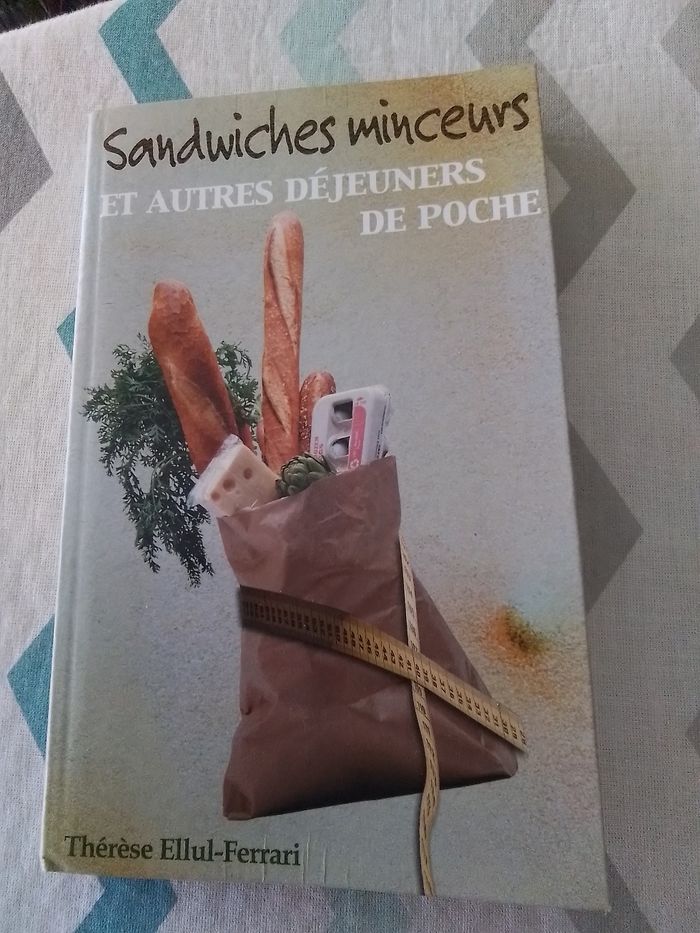 Sandwiches minceurs
ET AUTRES DÉJEUNERS
DE POCHE
Thérèse Ellul-Ferrari